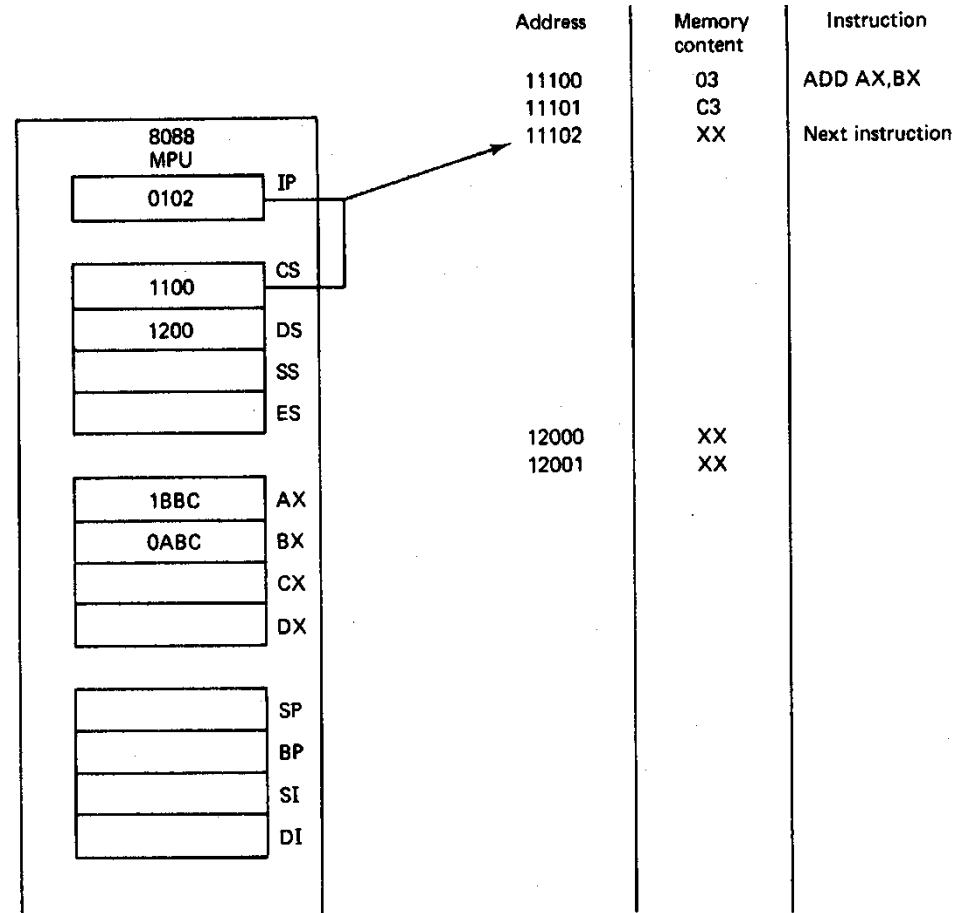 Address Memory content Instruction
11100 03 ADD AX,BX
11101 C3
11102 XX Next instruction
8088
MPU
0102 IP
1100 CS
1200 DS
SS
ES
12000 XX
12001 XX
1BBC AX
0ABC BX
CX
DX
SP
BP
SI
DI